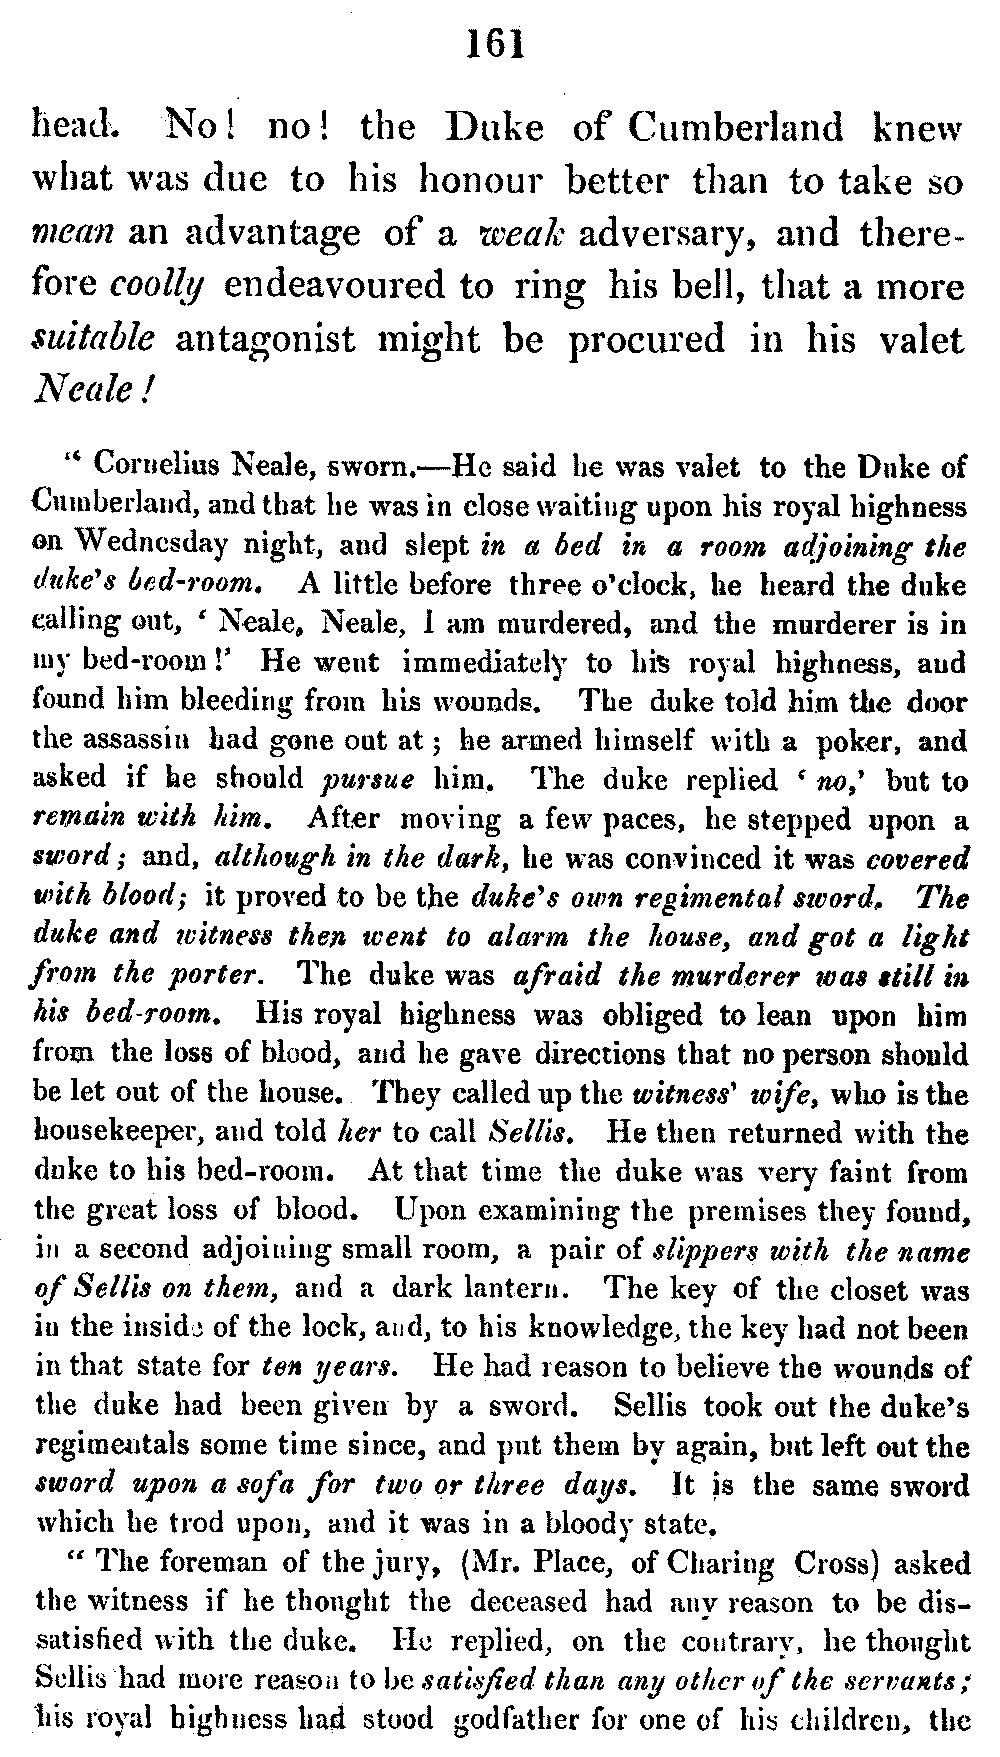 161
head. No! no! the Duke of Cumberland knew
what was due to his honour better than to take so
mean an advantage of a weak adversary, and there-
fore coolly endeavoured to ring his bell, that a more
suitable antagonist might be procured in his valet
Neale!
“ Cornelius Neale, sworn.—He said he was valet to the Duke of
Cumberland, and that he was in close waiting upon his royal highness
on Wednesday night, and slept in a bed in a room adjoining the
duke's bed-room. A little before three o'clock, he heard the duke
calling out, ‘ Neale, Neale, I am murdered, and the murderer is in
my bed-room!’ He went immediately to his royal highness, and
found him bleeding from his wounds. The duke told him the door
the assassin had gone out at; he armed himself with a poker, and
asked if he should pursue him. The duke replied ‘ no,’ but to
remain with him. After moving a few paces, he stepped upon a
sword; and, although in the dark, he was convinced it was covered
with blood; it proved to be the duke's own regimental sword. The
duke and witness then went to alarm the house, and got a light
from the porter. The duke was afraid the murderer was still in
his bed-room. His royal highness was obliged to lean upon him
from the loss of blood, and he gave directions that no person should
be let out of the house. They called up the witness' wife, who is the
housekeeper, and told her to call Sellis. He then returned with the
duke to his bed-room. At that time the duke was very faint from
the great loss of blood. Upon examining the premises they found,
in a second adjoining small room, a pair of slippers with the name
of Sellis on them, and a dark lantern. The key of the closet was
in the inside of the lock, and, to his knowledge, the key had not been
in that state for ten years. He had reason to believe the wounds of
the duke had been given by a sword. Sellis took out the duke's
regimentals some time since, and put them by again, but left out the
sword upon a sofa for two or three days. It is the same sword
which he trod upon, and it was in a bloody state.
“ The foreman of the jury, (Mr. Place, of Charing Cross) asked
the witness if he thought the deceased had any reason to be dis-
satisfied with the duke. He replied, on the contrary, he thought
Sellis had more reason to be satisfied than any other of the servants;
his royal highness had stood godfather for one of his children, the